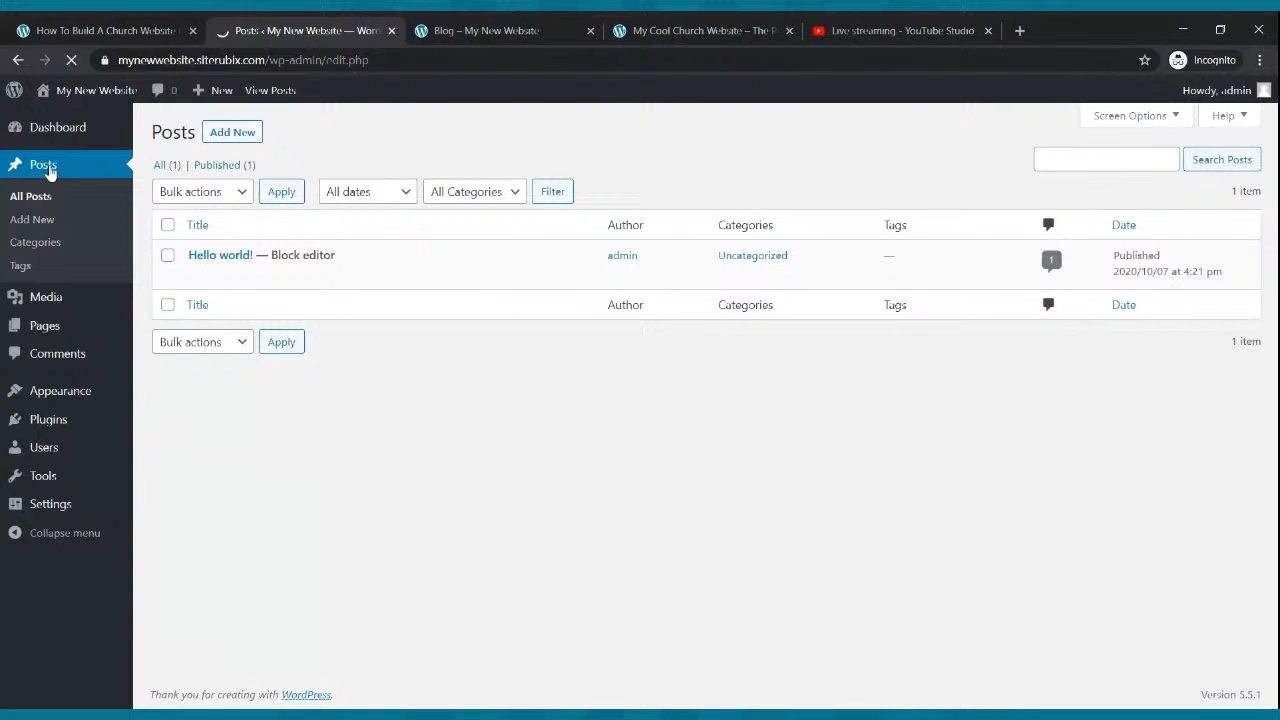 How To Build A Church Website
Posts ‹ My New Website — Wor
Blog – My New Website
My Cool Church Website – The P
Live streaming - YouTube Studio
mynewwebsite.siterubix.com/wp-admin/edit.php
Incognito
My New Website
0
New
View Posts
Howdy, admin
Dashboard
Posts
All Posts
Add New
Categories
Tags
Media
Pages
Comments
Appearance
Plugins
Users
Tools
Settings
Collapse menu
Posts
Add New
Screen Options
Help
All (1) | Published (1)
Search Posts
Bulk actions
Apply
All dates
All Categories
Filter
1 item
Title
Author
Categories
Tags
Date
Hello world! — Block editor
admin
Uncategorized
—
1
Published
2020/10/07 at 4:21 pm
Title
Author
Categories
Tags
Date
Bulk actions
Apply
1 item
Thank you for creating with WordPress.
Version 5.5.1